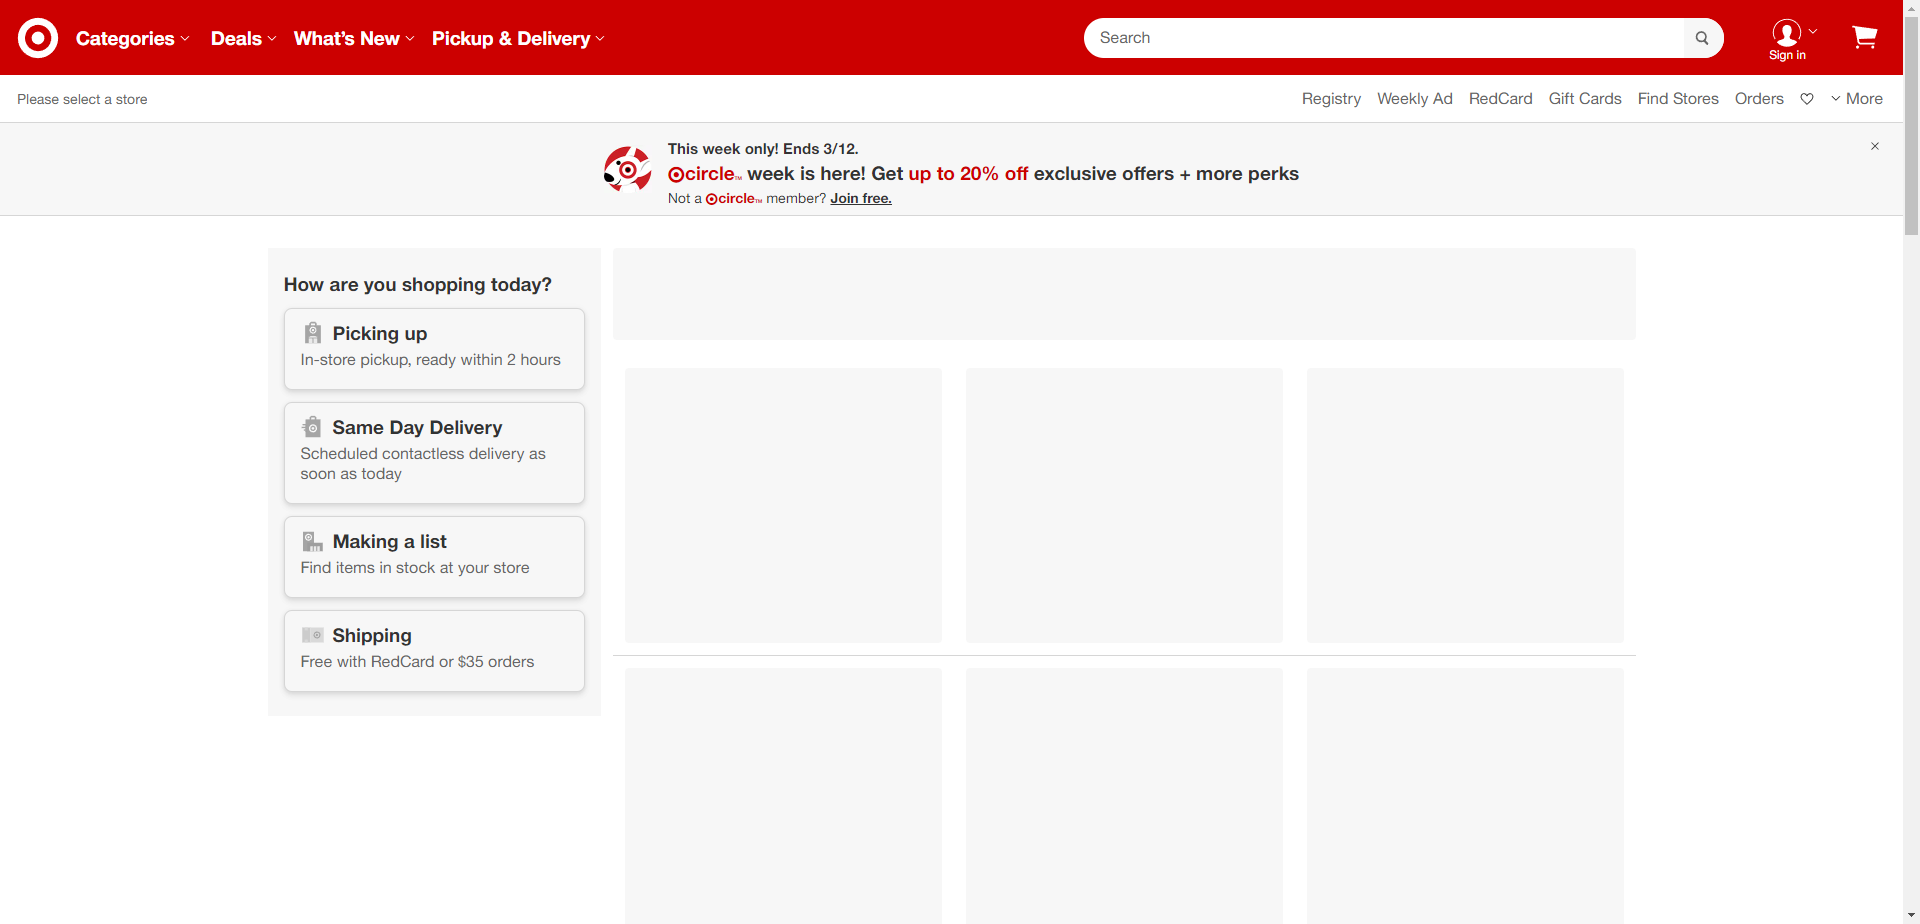 Categories Deals What's New Pickup & Delivery Search Sign in
Please select a store Registry Weekly Ad RedCard Gift Cards Find Stores Orders More
This week only! Ends 3/12.
circle™ week is here! Get up to 20% off exclusive offers + more perks
Not a circle™ member? Join free.
How are you shopping today?
Picking up
In-store pickup, ready within 2 hours
Same Day Delivery
Scheduled contactless delivery as
soon as today
Making a list
Find items in stock at your store
Shipping
Free with RedCard or $35 orders